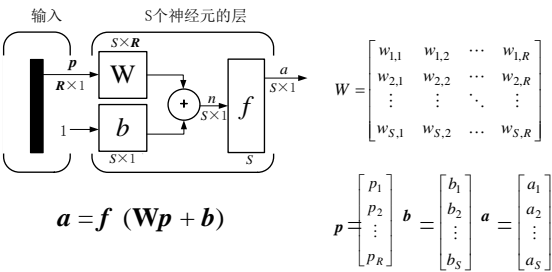 输入
S个神经元的层
p
R×1
S×R
W
1
b
S×1
+
n
S×1
f
S
a
S×1
a = f (Wp + b)
W = [ w1,1 w1,2 ⋯ w1,R
w2,1 w2,2 ⋯ w2,R
⋮ ⋮ ⋱ ⋮
wS,1 wS,2 ⋯ wS,R ]
p = [ p1 p2 ⋮ pR ] b = [ b1 b2 ⋮ bS ] a = [ a1 a2 ⋮ aS ]